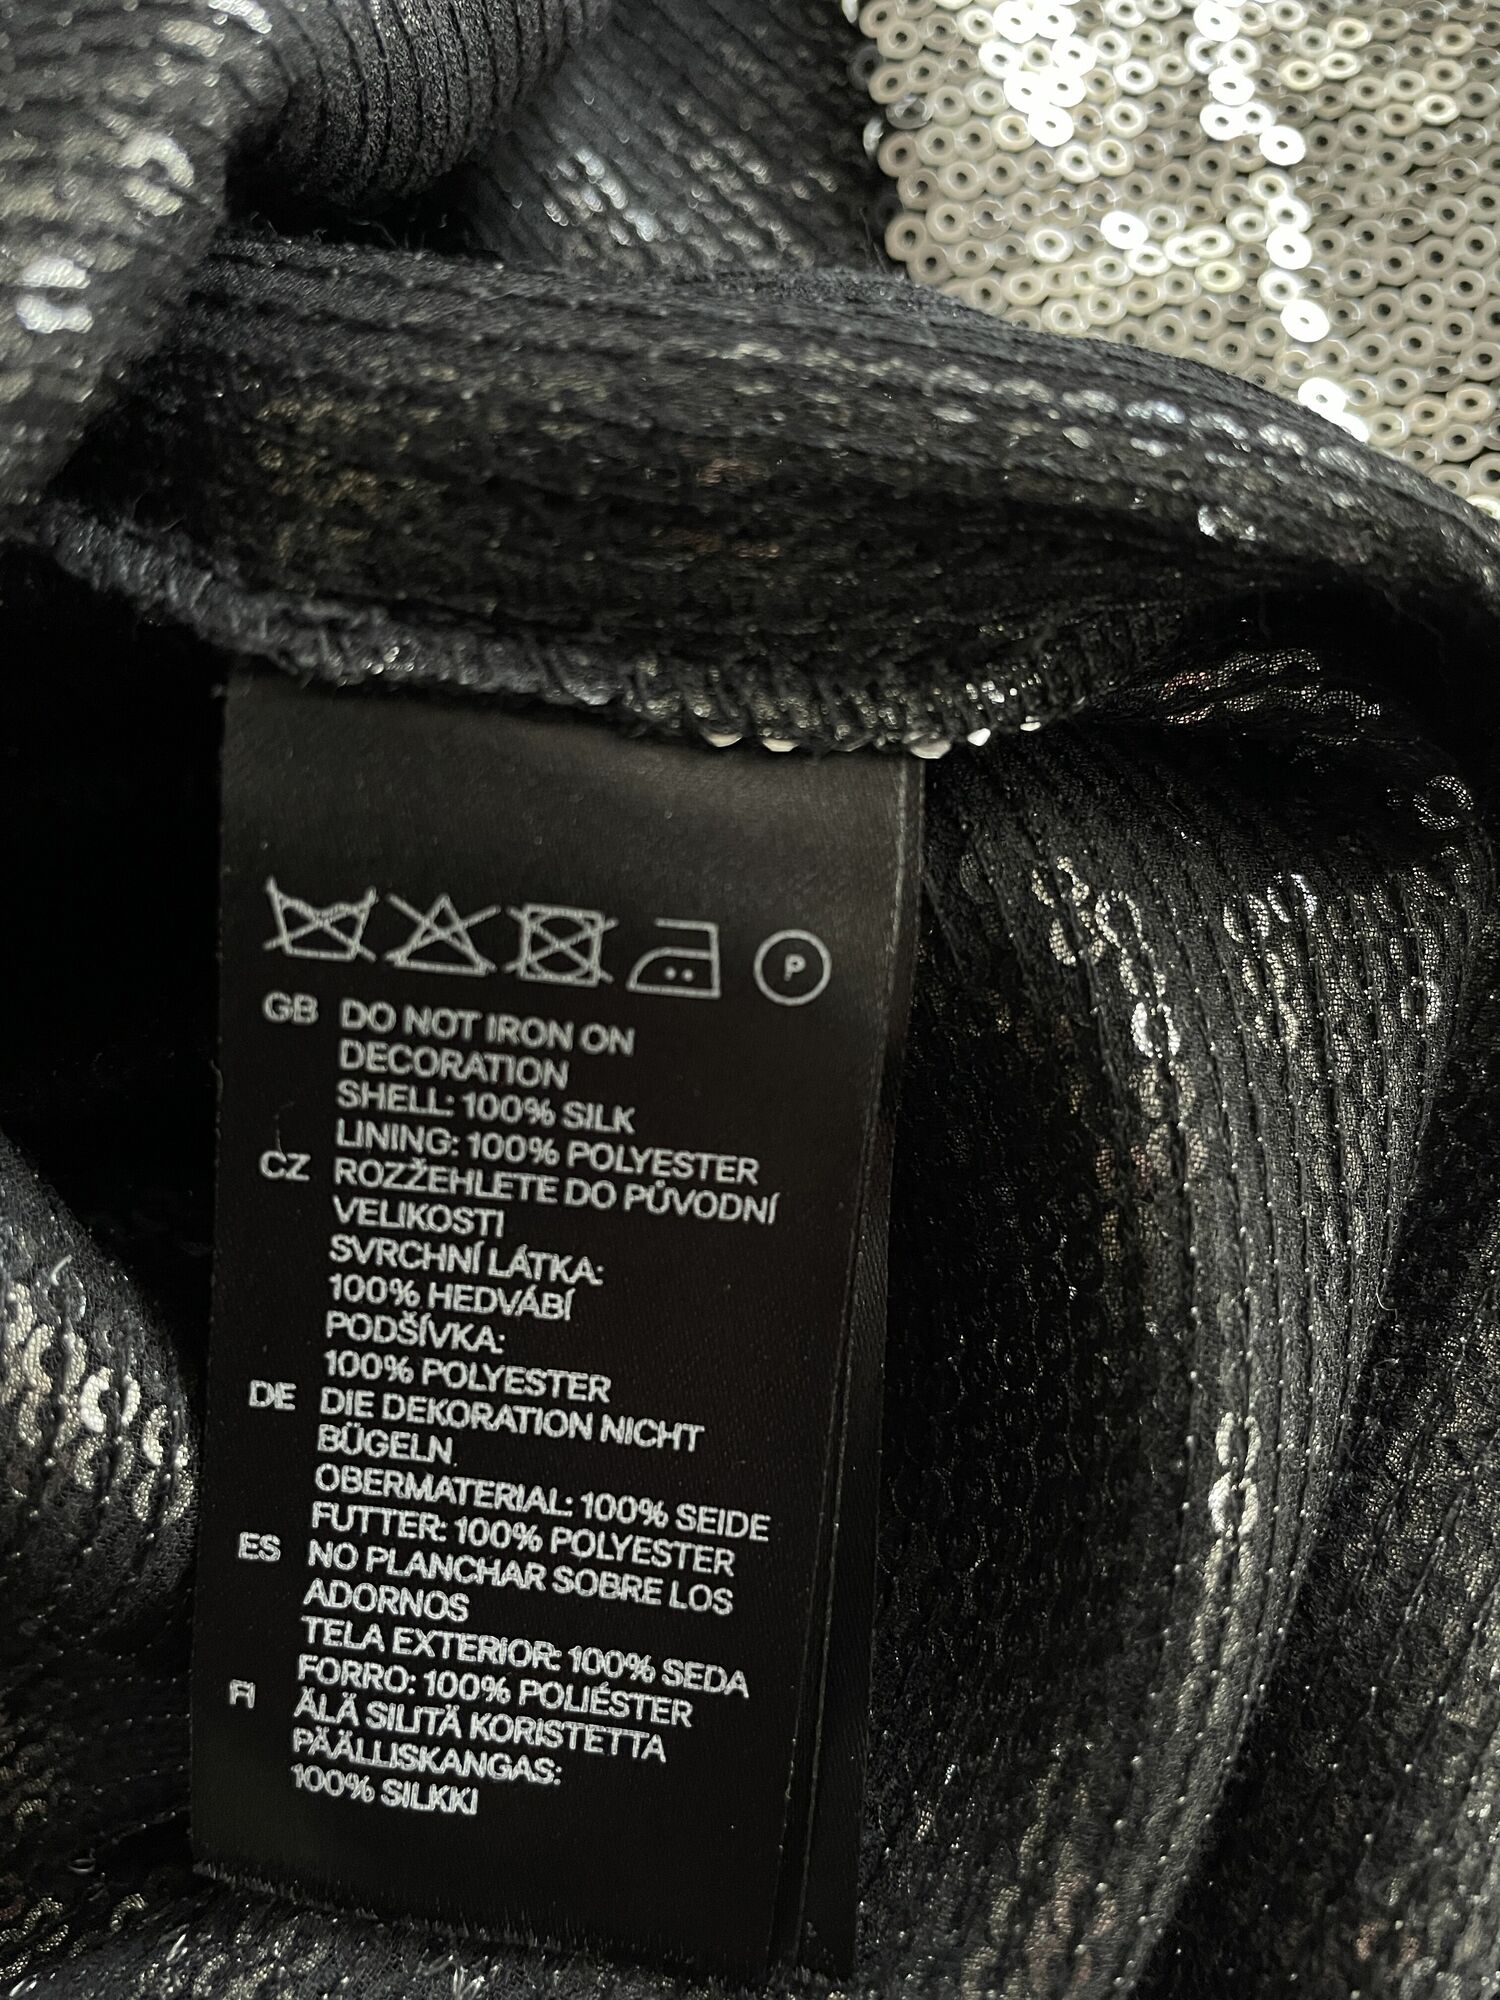 P
GB DO NOT IRON ON
DECORATION
SHELL: 100% SILK
LINING: 100% POLYESTER
CZ ROZŽEHLETE DO PŮVODNÍ
VELIKOSTI
SVRCHNÍ LÁTKA:
100% HEDVÁBÍ
PODŠÍVKA:
100% POLYESTER
DE DIE DEKORATION NICHT
BÜGELN
OBERMATERIAL: 100% SEIDE
FUTTER: 100% POLYESTER
ES NO PLANCHAR SOBRE LOS
ADORNOS
TELA EXTERIOR: 100% SEDA
FORRO: 100% POLIÉSTER
FI ÄLÄ SILITÄ KORISTETTA
PÄÄLLISKANGAS:
100% SILKKI